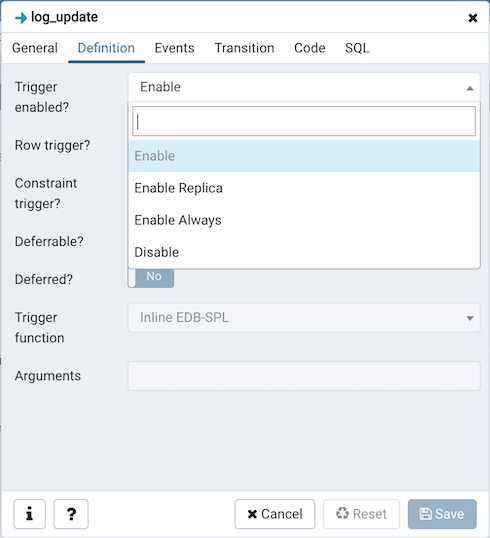 log_update
General Definition Events Transition Code SQL
Trigger enabled?
Enable
Enable
Enable Replica
Enable Always
Disable
Row trigger?
Constraint trigger?
Deferrable?
Deferred?
No
Trigger function
Inline EDB-SPL
Arguments
i ? Cancel Reset Save